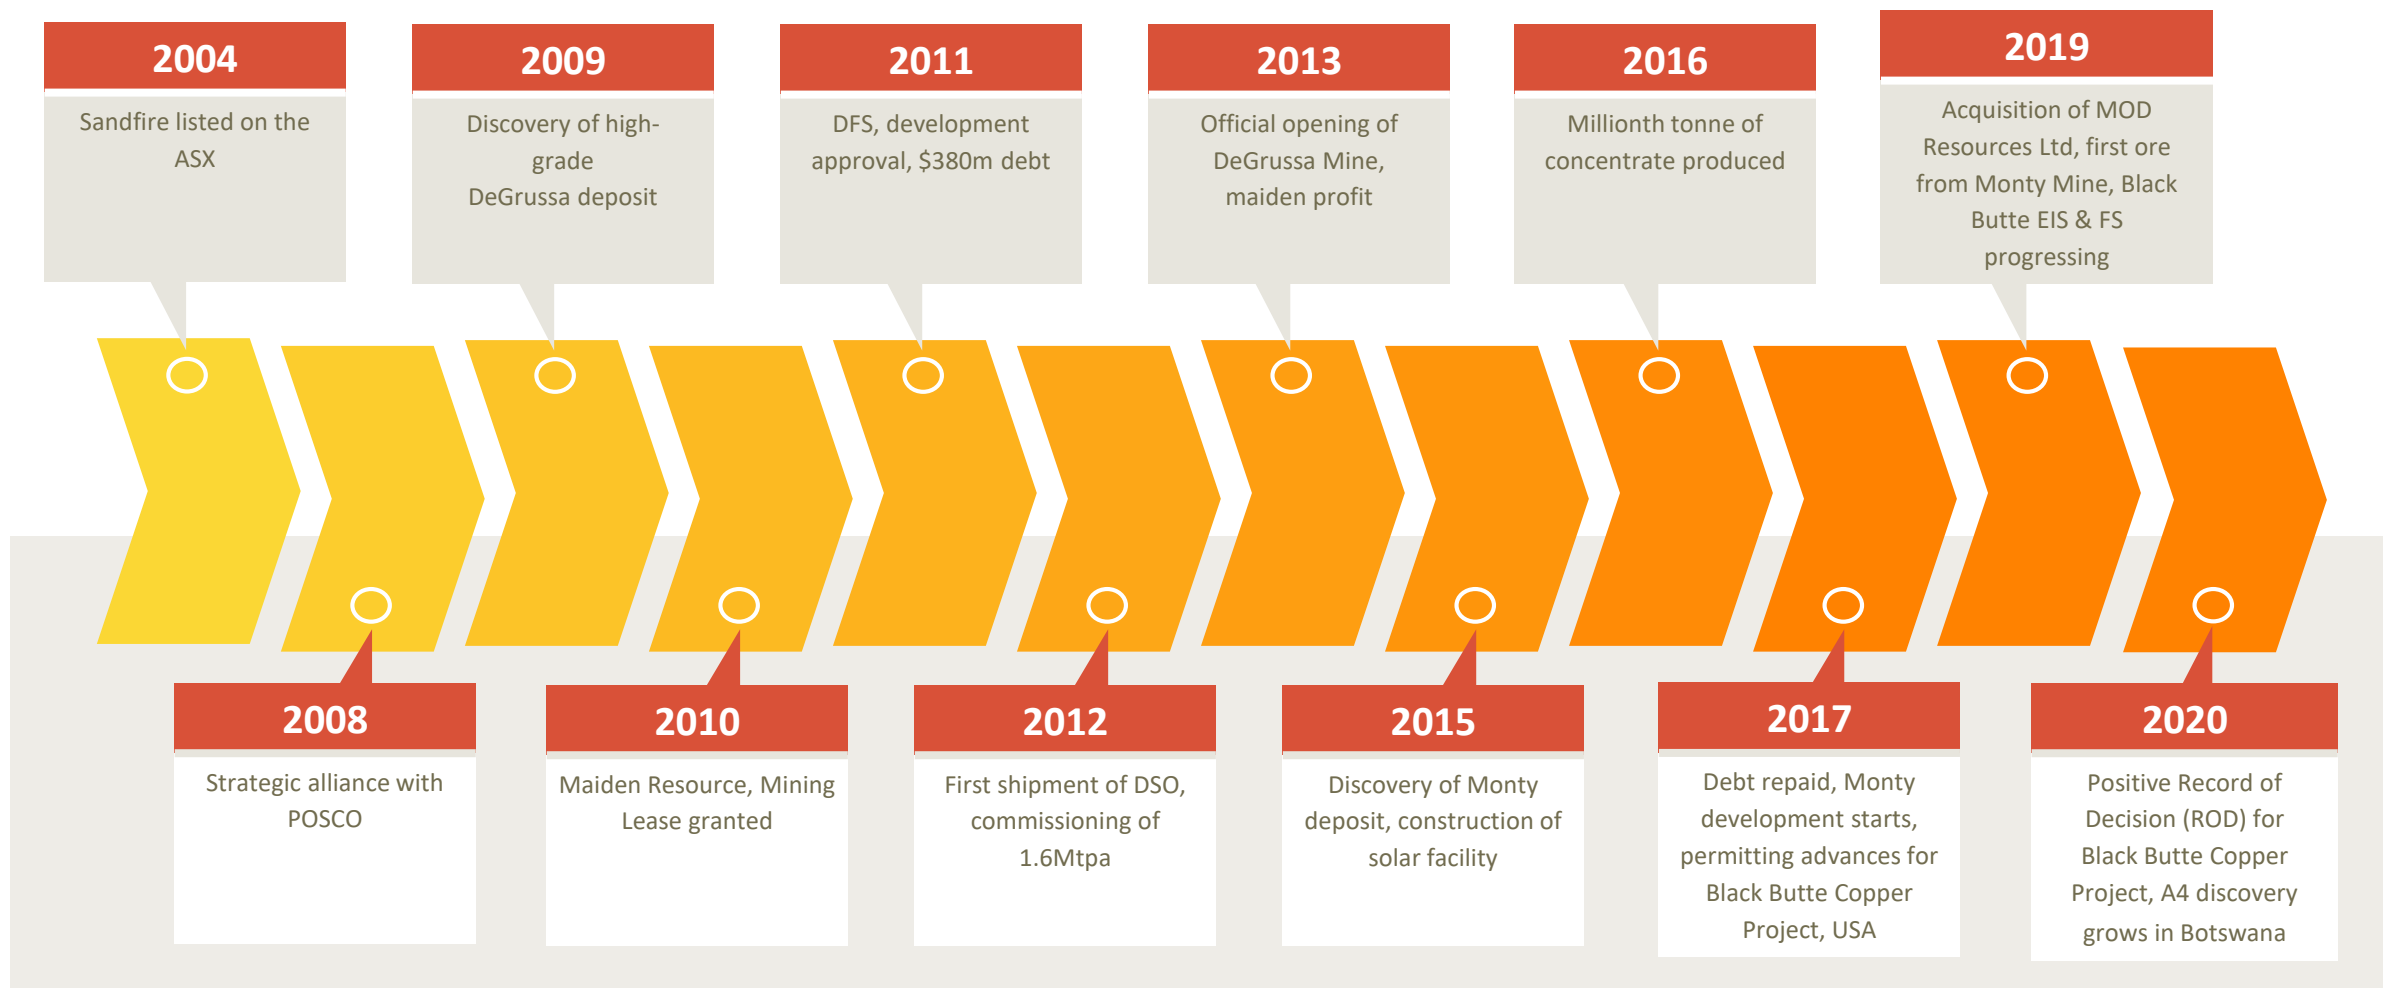 2004
Sandfire listed on the
ASX
2009
Discovery of high-
grade
DeGrussa deposit
2011
DFS, development
approval, $380m debt
2013
Official opening of
DeGrussa Mine,
maiden profit
2016
Millionth tonne of
concentrate produced
2019
Acquisition of MOD
Resources Ltd, first ore
from Monty Mine, Black
Butte EIS & FS
progressing
2008
Strategic alliance with
POSCO
2010
Maiden Resource, Mining
Lease granted
2012
First shipment of DSO,
commissioning of
1.6Mtpa
2015
Discovery of Monty
deposit, construction of
solar facility
2017
Debt repaid, Monty
development starts,
permitting advances for
Black Butte Copper
Project, USA
2020
Positive Record of
Decision (ROD) for
Black Butte Copper
Project, A4 discovery
grows in Botswana